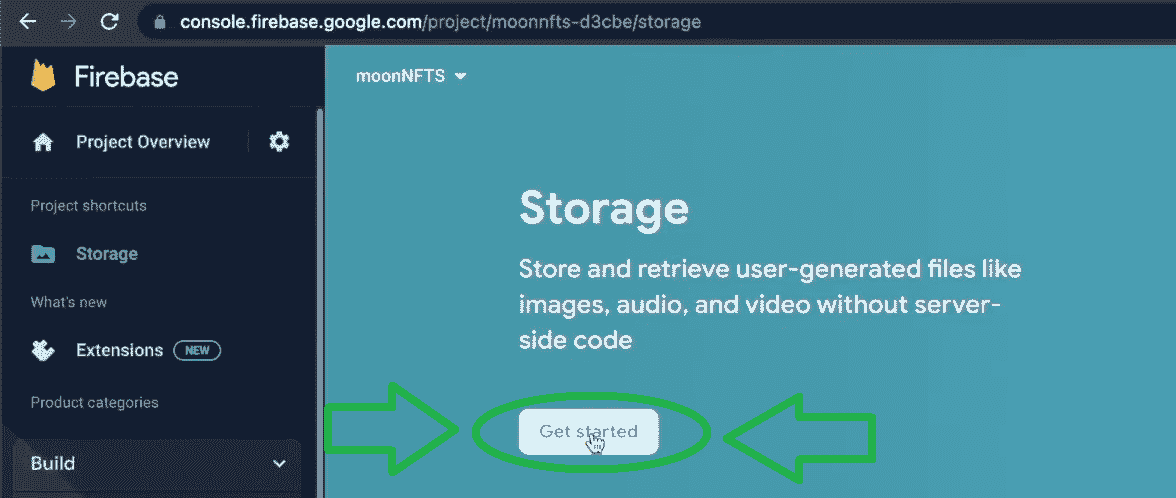 console.firebase.google.com/project/moonnfts-d3cbe/storage
Firebase
moonNFTS
Project Overview
Project shortcuts
Storage
What's new
Extensions NEW
Product categories
Build
Storage
Store and retrieve user-generated files like
images, audio, and video without server-
side code
Get started